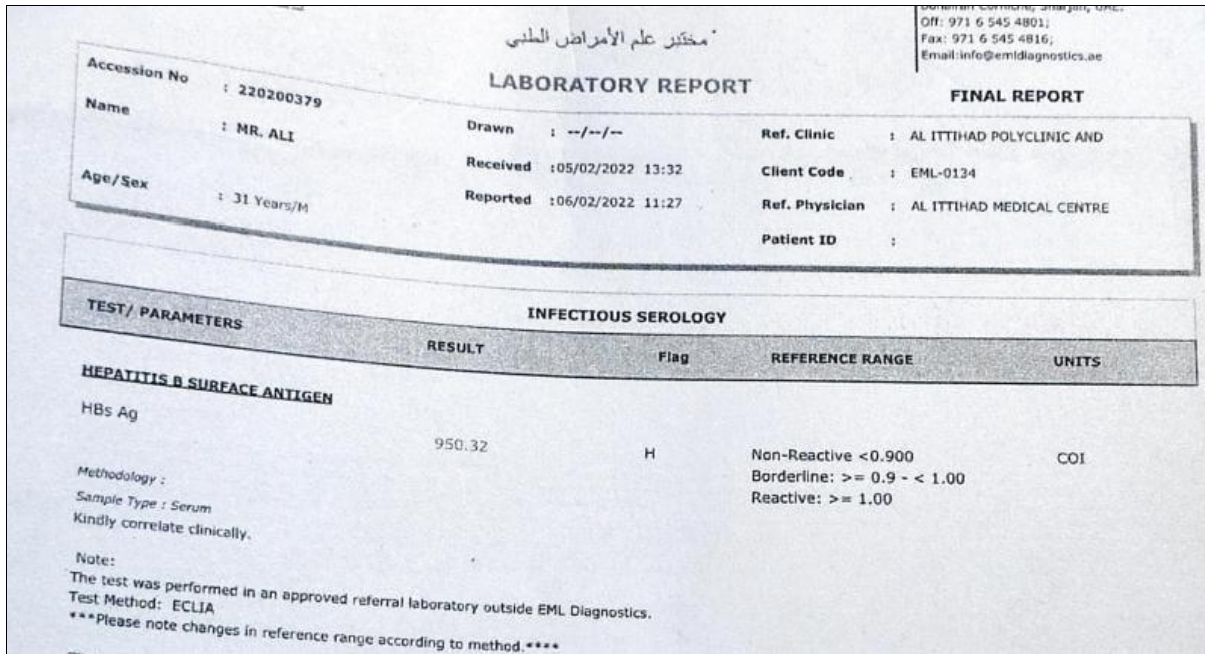 Off: 971 6 545 4801;
Fax: 971 6 545 4816;
Email:info@emldiagnostics.ae
مختبر علم الأمراض الطبي
LABORATORY REPORT
FINAL REPORT
Accession No : 220200379
Name : MR. ALI
Age/Sex : 31 Years/M
Drawn : --/--/--
Received :05/02/2022 13:32
Reported :06/02/2022 11:27
Ref. Clinic : AL ITTIHAD POLYCLINIC AND
Client Code : EML-0134
Ref. Physician : AL ITTIHAD MEDICAL CENTRE
Patient ID :
INFECTIOUS SEROLOGY
TEST/ PARAMETERS RESULT Flag REFERENCE RANGE UNITS
HEPATITIS B SURFACE ANTIGEN
HBs Ag 950.32 H Non-Reactive <0.900 COI
Borderline: >= 0.9 - < 1.00
Reactive: >= 1.00
Methodology :
Sample Type : Serum
Kindly correlate clinically.
Note:
The test was performed in an approved referral laboratory outside EML Diagnostics.
Test Method: ECLIA
***Please note changes in reference range according to method.****